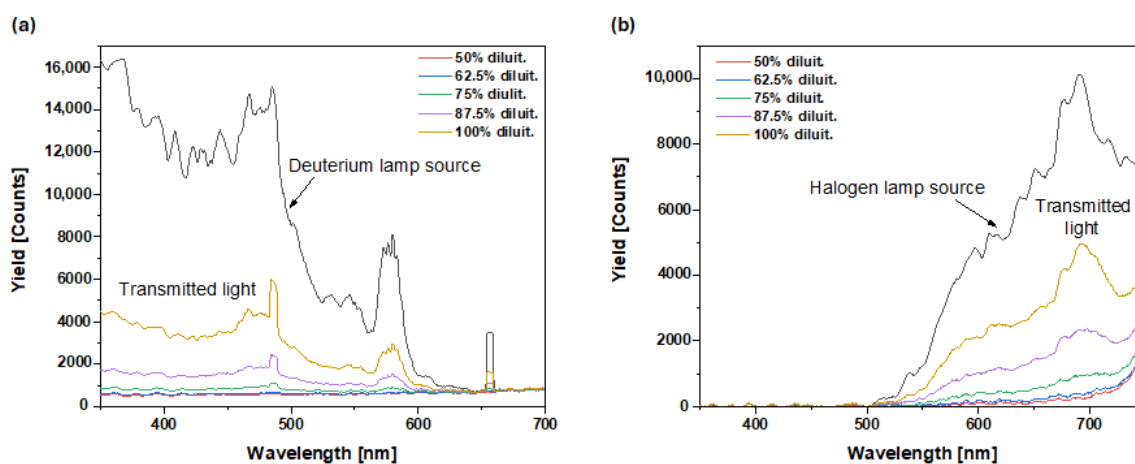 (a)
16,000
14,000
12,000
10,000
8000
6000
4000
2000
0
Yield [Counts]
400
500
600
700
Wavelength [nm]
50% diluit.
62.5% diluit.
75% diulit.
87.5% diluit.
100% diluit.
Deuterium lamp source
Transmitted light
(b)
10,000
8000
6000
4000
2000
0
Yield [Counts]
400
500
600
700
Wavelength [nm]
50% diluit.
62.5% diluit.
75% diluit.
87.5% diluit.
100% diluit.
Halogen lamp source
Transmitted
light